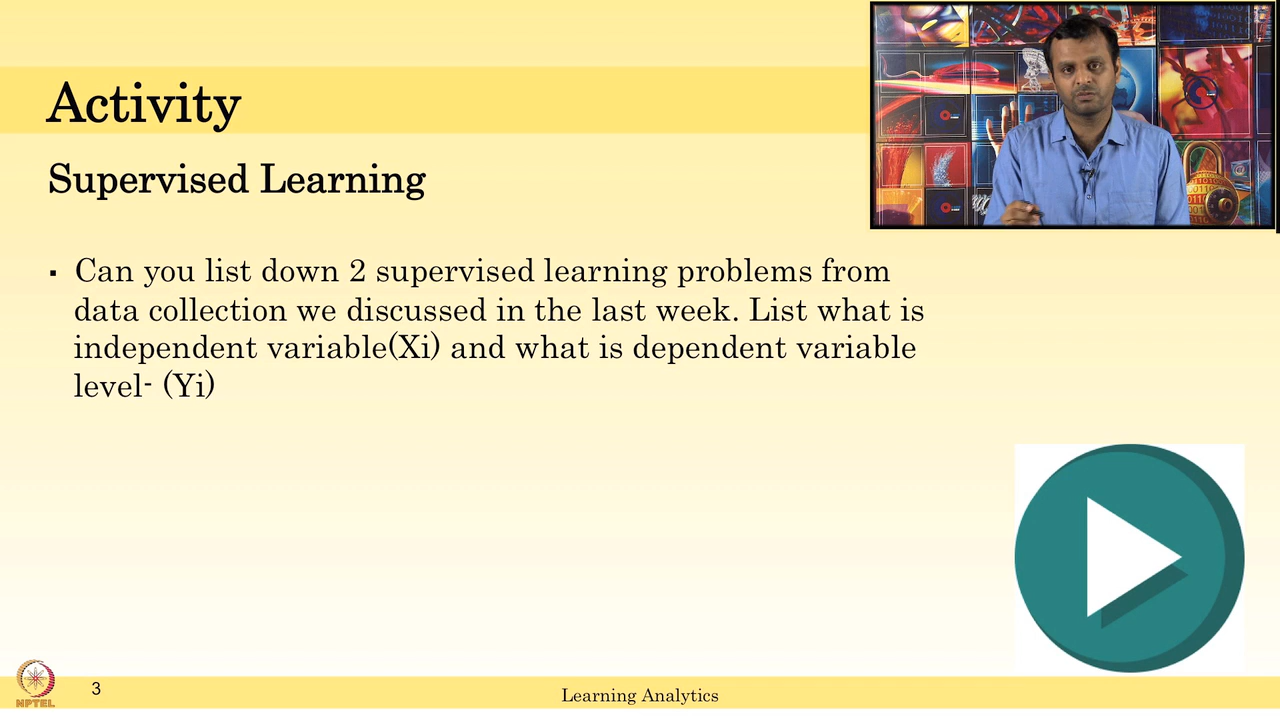 Activity
Supervised Learning
▪ Can you list down 2 supervised learning problems from
data collection we discussed in the last week. List what is
independent variable(Xi) and what is dependent variable
level- (Yi)
NPTEL
3
Learning Analytics